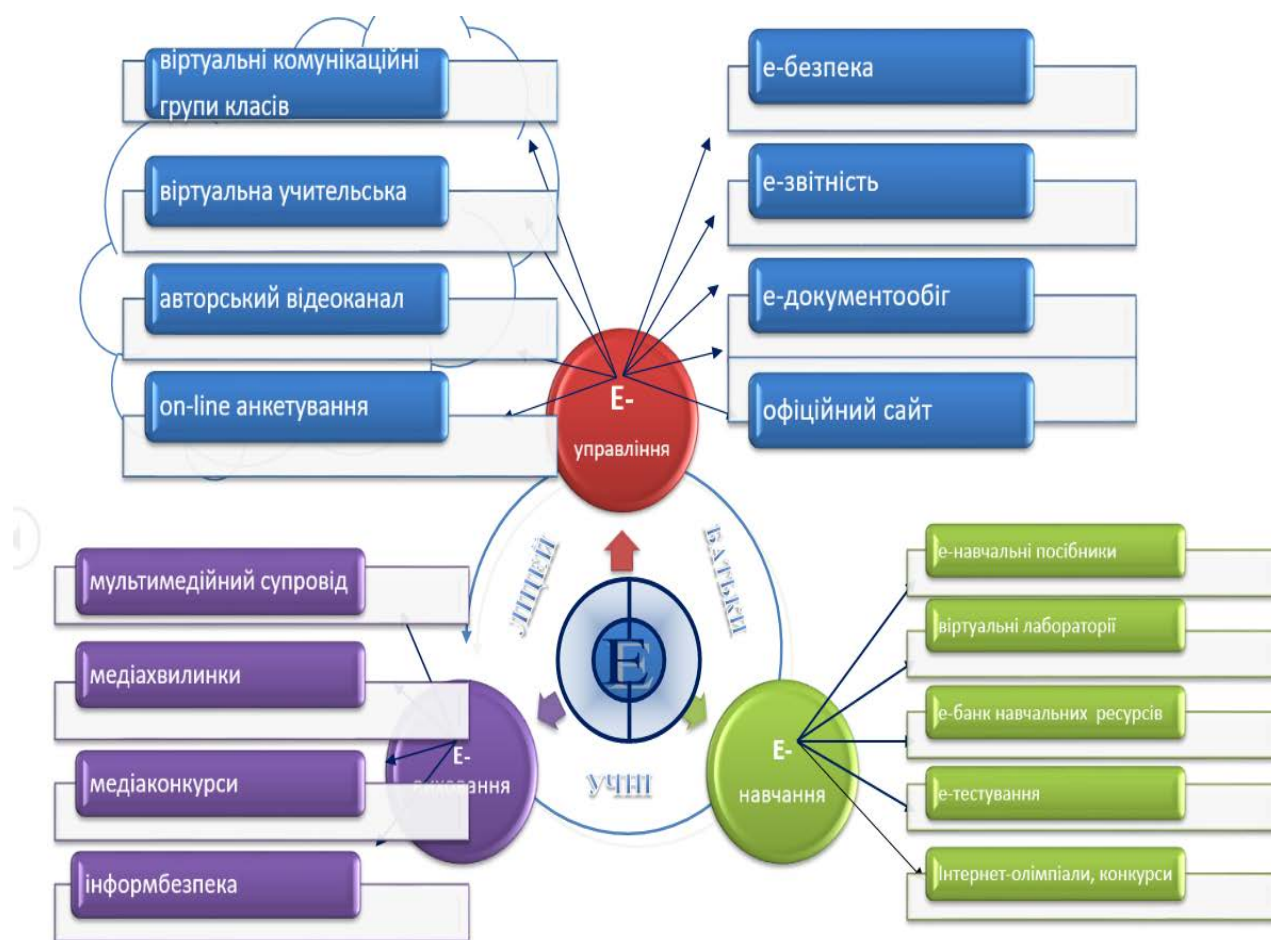 віртуальні комунікаційні
групи класів
віртуальна учительська
авторський відеоканал
on-line анкетування
е-безпека
е-звітність
е-документообіг
офіційний сайт
Е-
управління
ЛІЦЕЙ
БАТЬКИ
УЧНІ
Е
мультимедійний супровід
медіахвилинки
медіаконкурси
інформбезпека
Е-
виховання
Е-
навчання
е-навчальні посібники
віртуальні лабораторії
е-банк навчальних ресурсів
е-тестування
Інтернет-олімпіали, конкурси